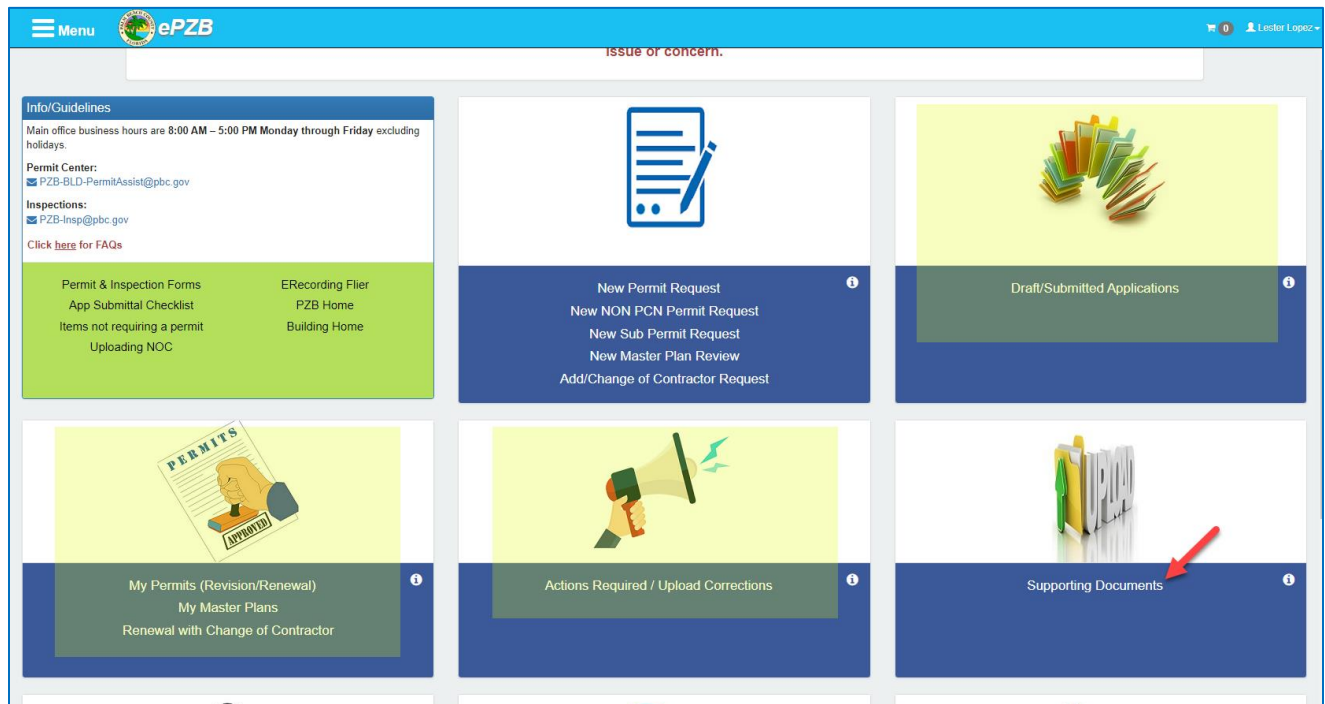 Menu
ePZB
0
Lester Lopez
issue or concern.
Info/Guidelines
Main office business hours are 8:00 AM – 5:00 PM Monday through Friday excluding
holidays.
Permit Center:
PZB-BLD-PermitAssist@pbc.gov
Inspections:
PZB-Insp@pbc.gov
Click here for FAQs
Permit & Inspection Forms
App Submittal Checklist
Items not requiring a permit
Uploading NOC
ERecording Flier
PZB Home
Building Home
New Permit Request
New NON PCN Permit Request
New Sub Permit Request
New Master Plan Review
Add/Change of Contractor Request
Draft/Submitted Applications
PERMITS
APPROVED
My Permits (Revision/Renewal)
My Master Plans
Renewal with Change of Contractor
Actions Required / Upload Corrections
UPLOAD
Supporting Documents